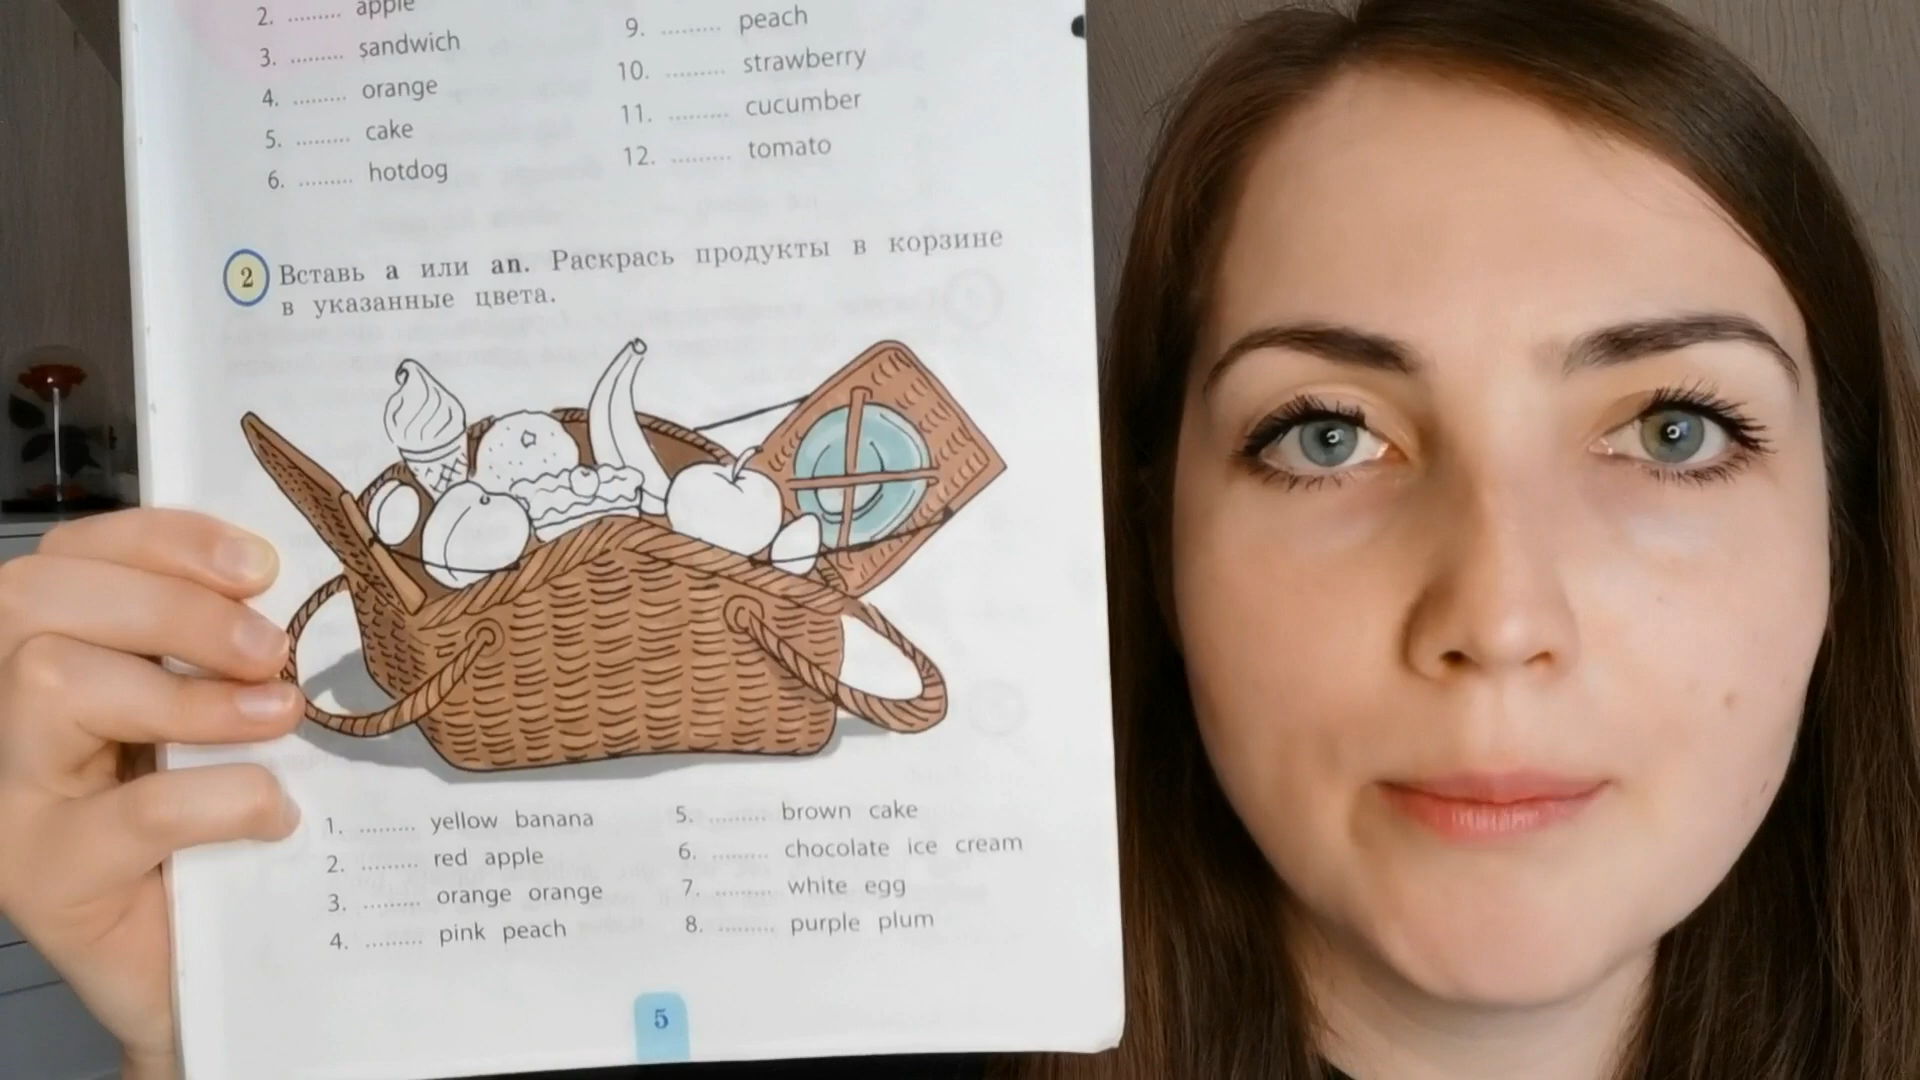 2. ......... apple
3. ......... sandwich
4. ......... orange
5. ......... cake
6. ......... hotdog
9. ......... peach
10. ......... strawberry
11. ......... cucumber
12. ......... tomato
2 Вставь a или an. Раскрась продукты в корзине
в указанные цвета.
1. ......... yellow banana
2. ......... red apple
3. ......... orange orange
4. ......... pink peach
5. ......... brown cake
6. ......... chocolate ice cream
7. ......... white egg
8. ......... purple plum
5